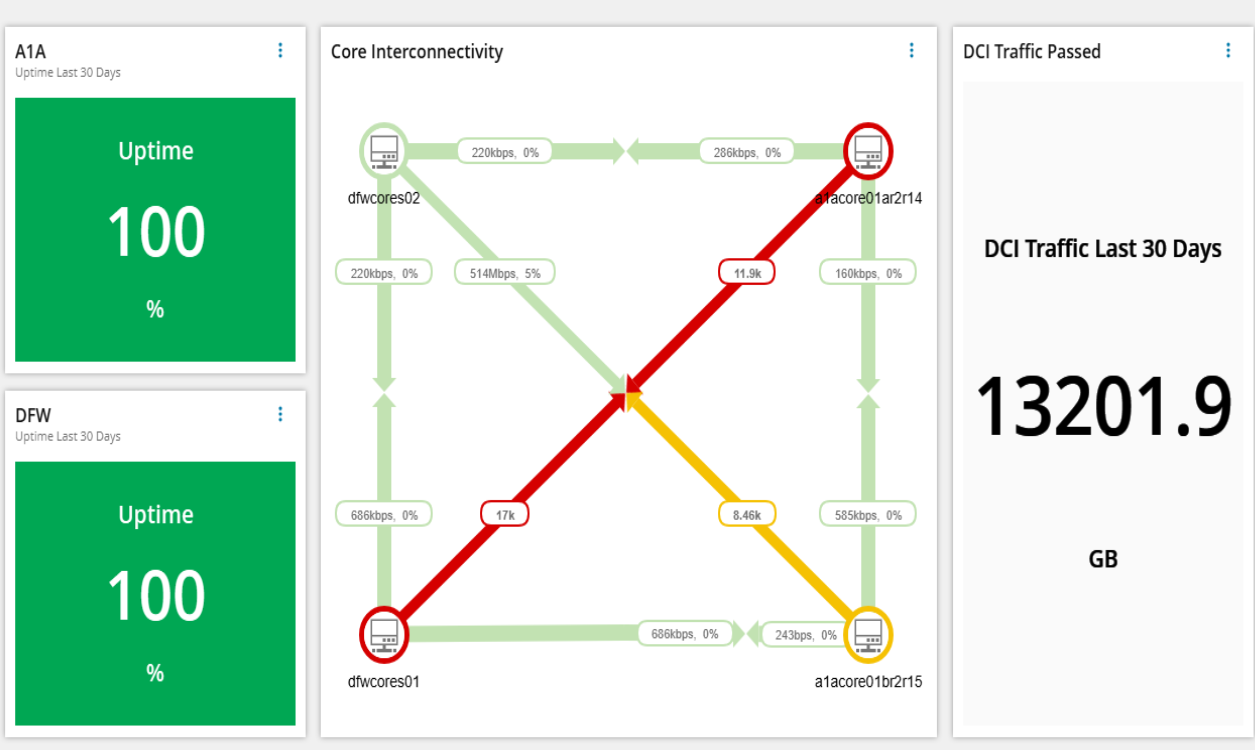 A1A
Uptime Last 30 Days
Uptime
100
%
DFW
Uptime Last 30 Days
Uptime
100
%
Core Interconnectivity
220kbps, 0%
286kbps, 0%
dfwcores02
a1acore01ar2r14
220kbps, 0%
514Mbps, 5%
11.9k
160kbps, 0%
686kbps, 0%
17k
8.46k
585kbps, 0%
686kbps, 0%
243bps, 0%
dfwcores01
a1acore01br2r15
DCI Traffic Passed
DCI Traffic Last 30 Days
13201.9
GB